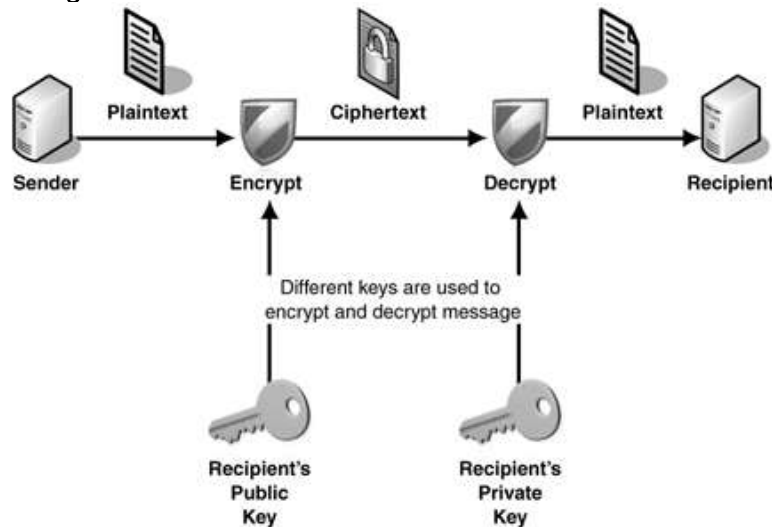 Plaintext
Ciphertext
Plaintext
Sender
Encrypt
Decrypt
Recipient
Different keys are used to
encrypt and decrypt message
Recipient's
Public
Key
Recipient's
Private
Key